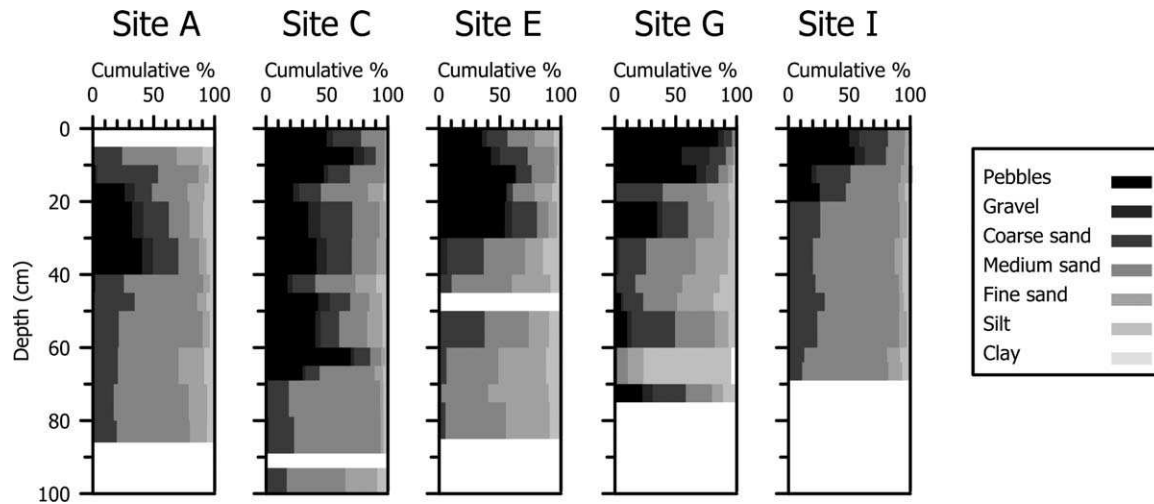 Site A Site C Site E Site G Site I
Cumulative % Cumulative % Cumulative % Cumulative % Cumulative %
0 50 100 0 50 100 0 50 100 0 50 100 0 50 100
0
20
40
60
80
100
Depth (cm)
Pebbles
Gravel
Coarse sand
Medium sand
Fine sand
Silt
Clay